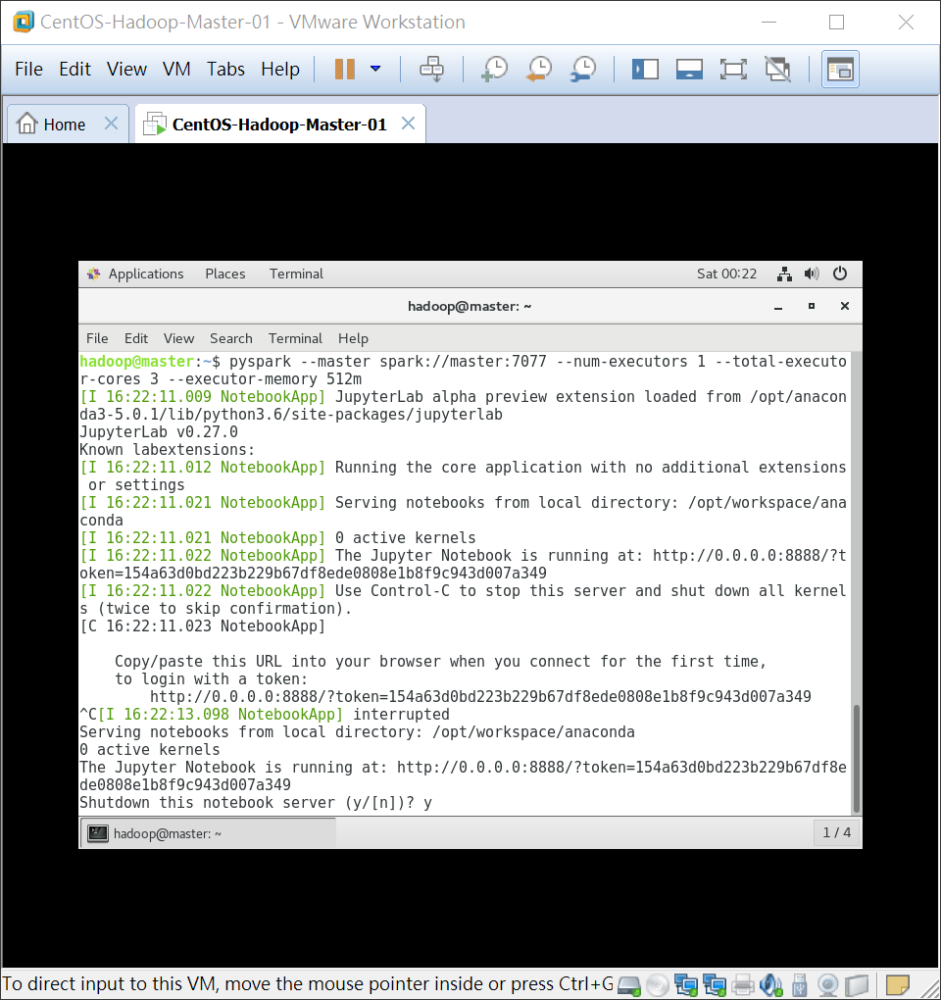 CentOS-Hadoop-Master-01 - VMware Workstation
File Edit View VM Tabs Help
Home
CentOS-Hadoop-Master-01
Applications Places Terminal Sat 00:22
hadoop@master: ~
File Edit View Search Terminal Help
hadoop@master:~$ pyspark --master spark://master:7077 --num-executors 1 --total-executo
r-cores 3 --executor-memory 512m
[I 16:22:11.009 NotebookApp] JupyterLab alpha preview extension loaded from /opt/anacon
da3-5.0.1/lib/python3.6/site-packages/jupyterlab
JupyterLab v0.27.0
Known labextensions:
[I 16:22:11.012 NotebookApp] Running the core application with no additional extensions
 or settings
[I 16:22:11.021 NotebookApp] Serving notebooks from local directory: /opt/workspace/ana
conda
[I 16:22:11.021 NotebookApp] 0 active kernels
[I 16:22:11.022 NotebookApp] The Jupyter Notebook is running at: http://0.0.0.0:8888/?t
oken=154a63d0bd223b229b67df8ede0808e1b8f9c943d007a349
[I 16:22:11.022 NotebookApp] Use Control-C to stop this server and shut down all kernel
s (twice to skip confirmation).
[C 16:22:11.023 NotebookApp]
Copy/paste this URL into your browser when you connect for the first time,
to login with a token:
http://0.0.0.0:8888/?token=154a63d0bd223b229b67df8ede0808e1b8f9c943d007a349
^C[I 16:22:13.098 NotebookApp] interrupted
Serving notebooks from local directory: /opt/workspace/anaconda
0 active kernels
The Jupyter Notebook is running at: http://0.0.0.0:8888/?token=154a63d0bd223b229b67df8e
de0808e1b8f9c943d007a349
Shutdown this notebook server (y/[n])? y
hadoop@master: ~
1 / 4
To direct input to this VM, move the mouse pointer inside or press Ctrl+G